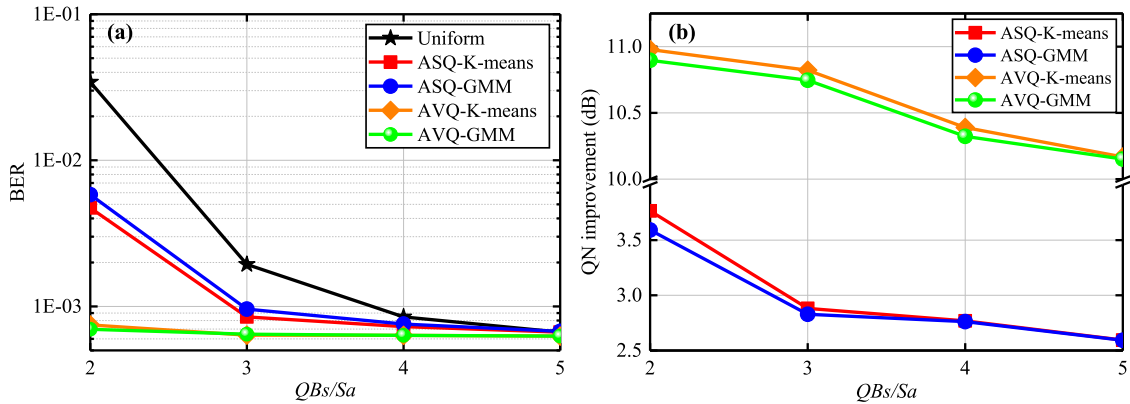 (a)
Uniform
ASQ-K-means
ASQ-GMM
AVQ-K-means
AVQ-GMM
1E-01
1E-02
1E-03
BER
2 3 4 5
QBs/Sa
(b)
ASQ-K-means
ASQ-GMM
AVQ-K-means
AVQ-GMM
11.0
10.5
10.0
3.5
3.0
2.5
QN improvement (dB)
2 3 4 5
QBs/Sa